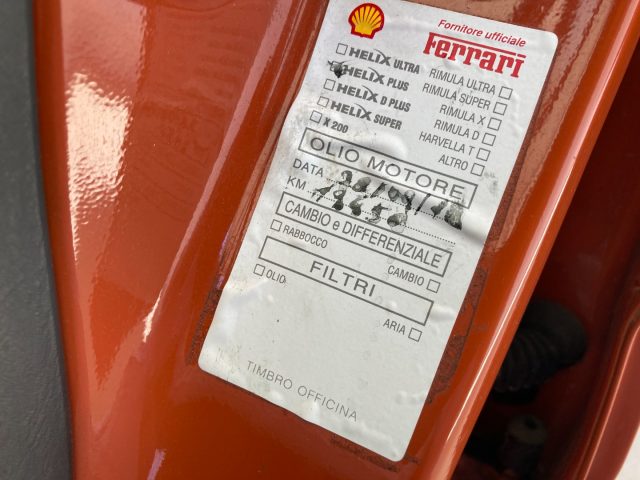 Fornitore ufficiale
Ferrari
HELIX ULTRA
HELIX PLUS
HELIX D PLUS
HELIX SUPER
X 200
RIMULA ULTRA
RIMULA SUPER
RIMULA X
RIMULA D
HARVELLA T
ALTRO
OLIO MOTORE
DATA
KM
CAMBIO e DIFFERENZIALE
RABBOCCO CAMBIO
FILTRI
OLIO ARIA
TIMBRO OFFICINA